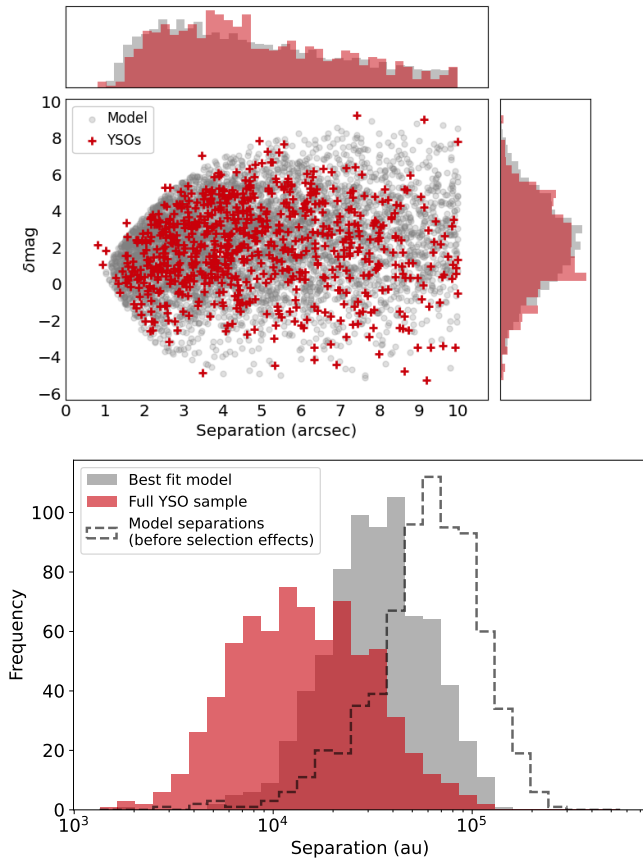 10
8
6
4
2
0
−2
−4
−6
δmag
Model
YSOs
0 1 2 3 4 5 6 7 8 9 10
Separation (arcsec)
Best fit model
Full YSO sample
Model separations
(before selection effects)
100
80
60
40
20
0
Frequency
10³ 10⁴ 10⁵
Separation (au)